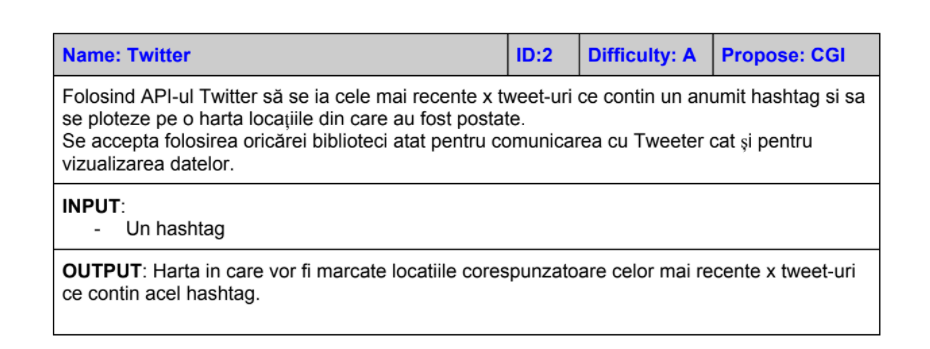 Name: Twitter ID:2 Difficulty: A Propose: CGI
Folosind API-ul Twitter să se ia cele mai recente x tweet-uri ce contin un anumit hashtag si sa
se ploteze pe o harta locațiile din care au fost postate.
Se accepta folosirea oricărei biblioteci atat pentru comunicarea cu Tweeter cat și pentru
vizualizarea datelor.
INPUT:
- Un hashtag
OUTPUT: Harta in care vor fi marcate locatiile corespunzatoare celor mai recente x tweet-uri
ce contin acel hashtag.